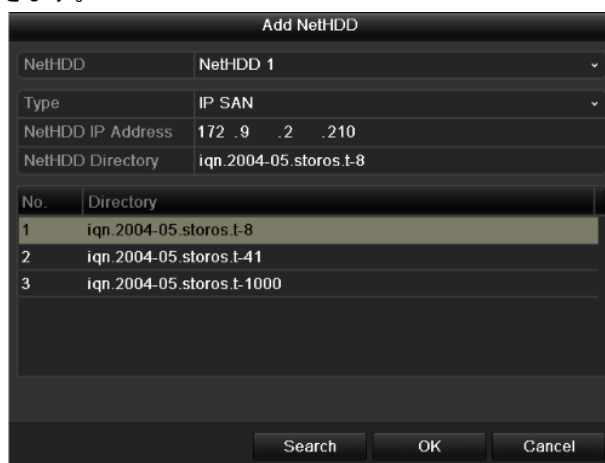 Add NetHDD
NetHDD NetHDD 1
Type IP SAN
NetHDD IP Address 172 .9 .2 .210
NetHDD Directory iqn.2004-05.storos.t-8
No. Directory
1 iqn.2004-05.storos.t-8
2 iqn.2004-05.storos.t-41
3 iqn.2004-05.storos.t-1000
Search OK Cancel